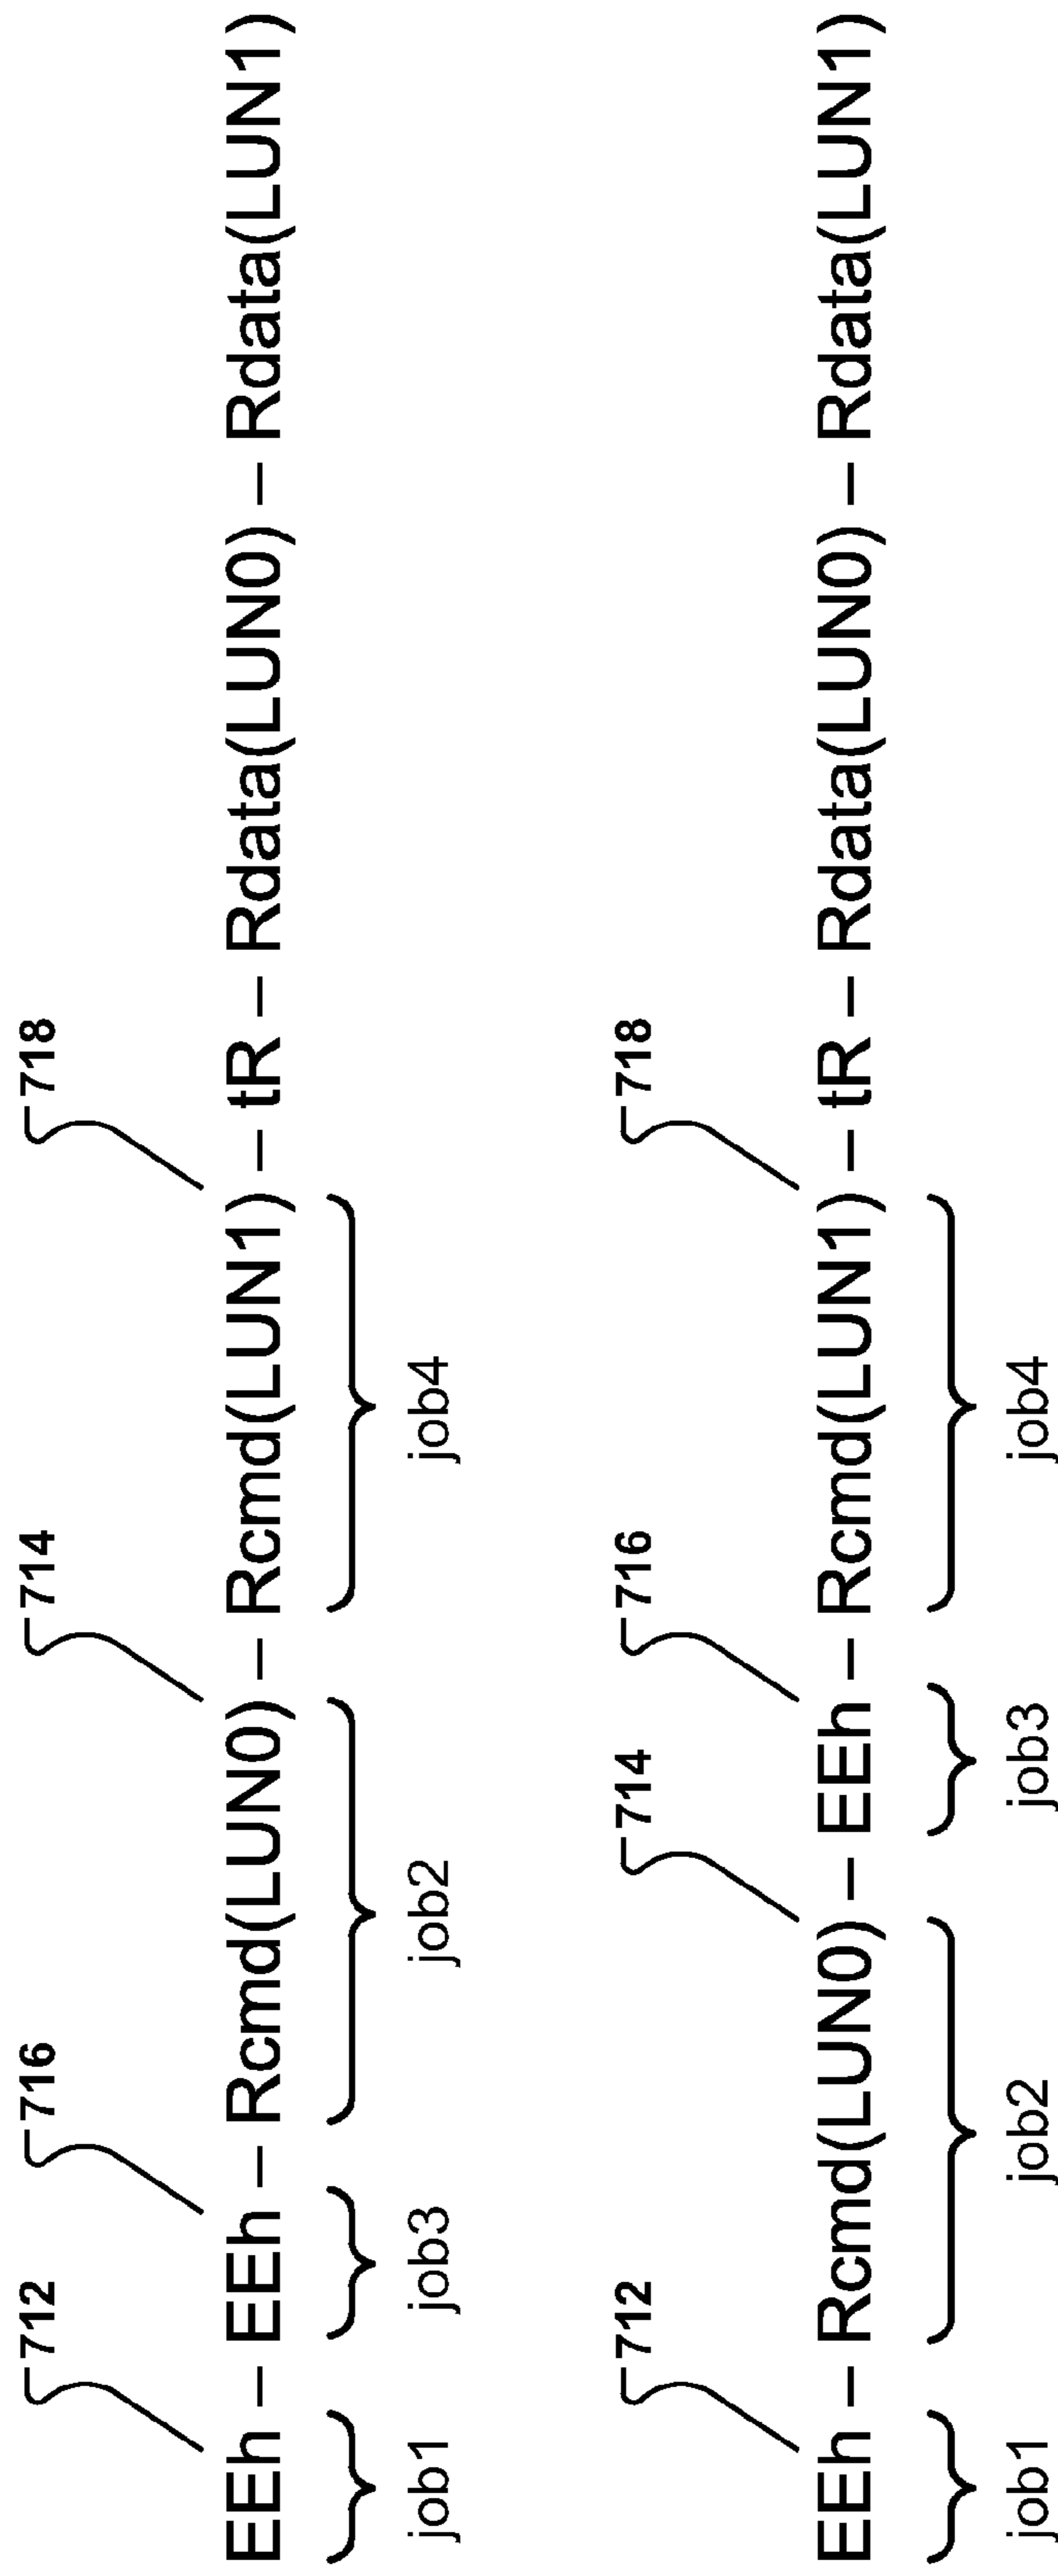 712 716 714 718
EEh – EEh – Rcmd(LUN0) – Rcmd(LUN1) – tR – Rdata(LUN0) – Rdata(LUN1)
job1 job3 job2 job4
712 714 716 718
EEh – Rcmd(LUN0) – EEh – Rcmd(LUN1) – tR – Rdata(LUN0) – Rdata(LUN1)
job1 job2 job3 job4